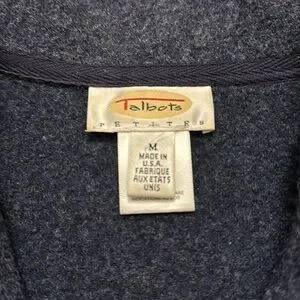 Talbots
PETITES
M
MADE IN
U.S.A.
FABRIQUE
AUX ETATS
UNIS